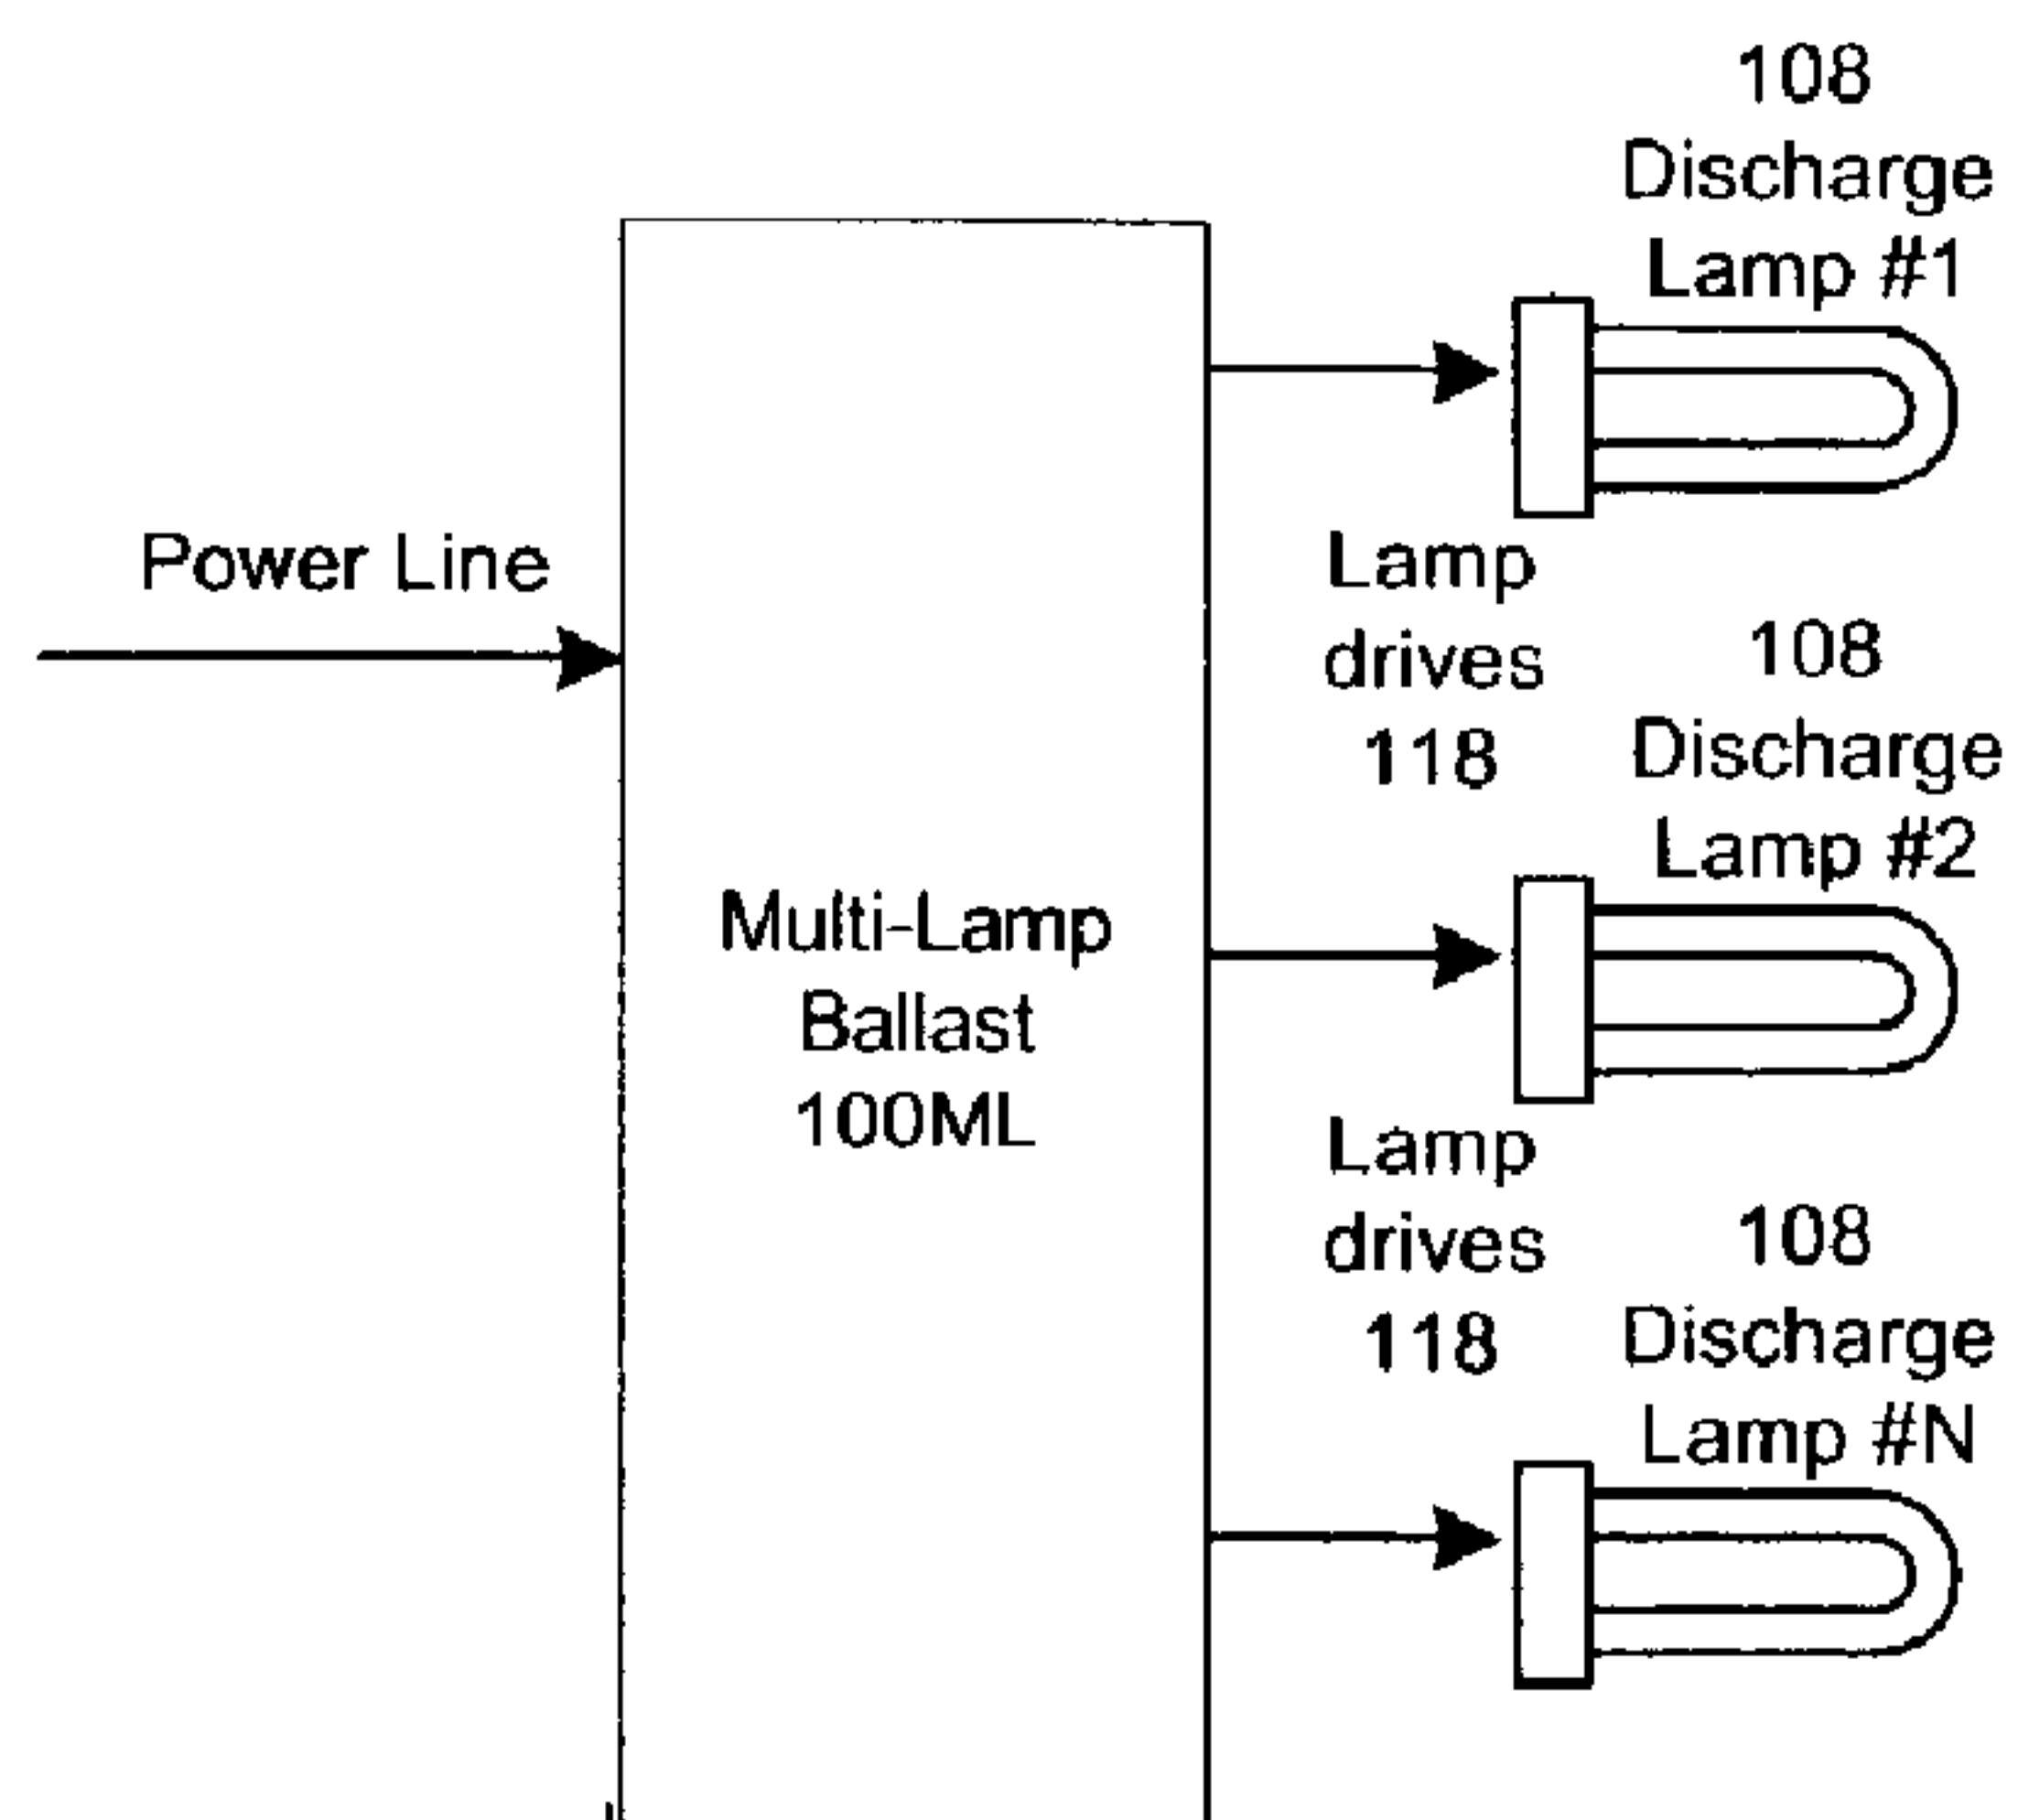 108
Discharge
Lamp #1
Power Line
Lamp
drives
118
108
Discharge
Lamp #2
Multi-Lamp
Ballast
100ML
Lamp
drives
118
108
Discharge
Lamp #N